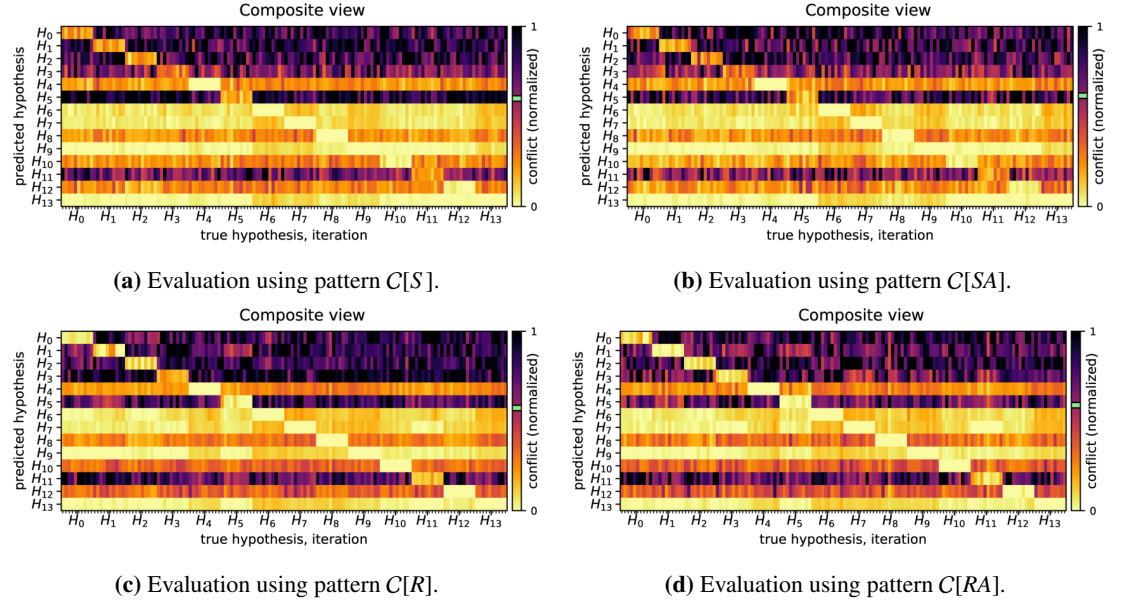 Composite view
predicted hypothesis
H₀
H₁
H₂
H₃
H₄
H₅
H₆
H₇
H₈
H₉
H₁₀
H₁₁
H₁₂
H₁₃
H₀ H₁ H₂ H₃ H₄ H₅ H₆ H₇ H₈ H₉ H₁₀ H₁₁ H₁₂ H₁₃
true hypothesis, iteration
1
conflict (normalized)
0
(a) Evaluation using pattern C[S].
Composite view
predicted hypothesis
H₀
H₁
H₂
H₃
H₄
H₅
H₆
H₇
H₈
H₉
H₁₀
H₁₁
H₁₂
H₁₃
H₀ H₁ H₂ H₃ H₄ H₅ H₆ H₇ H₈ H₉ H₁₀ H₁₁ H₁₂ H₁₃
true hypothesis, iteration
1
conflict (normalized)
0
(b) Evaluation using pattern C[SA].
Composite view
predicted hypothesis
H₀
H₁
H₂
H₃
H₄
H₅
H₆
H₇
H₈
H₉
H₁₀
H₁₁
H₁₂
H₁₃
H₀ H₁ H₂ H₃ H₄ H₅ H₆ H₇ H₈ H₉ H₁₀ H₁₁ H₁₂ H₁₃
true hypothesis, iteration
1
conflict (normalized)
0
(c) Evaluation using pattern C[R].
Composite view
predicted hypothesis
H₀
H₁
H₂
H₃
H₄
H₅
H₆
H₇
H₈
H₉
H₁₀
H₁₁
H₁₂
H₁₃
H₀ H₁ H₂ H₃ H₄ H₅ H₆ H₇ H₈ H₉ H₁₀ H₁₁ H₁₂ H₁₃
true hypothesis, iteration
1
conflict (normalized)
0
(d) Evaluation using pattern C[RA].